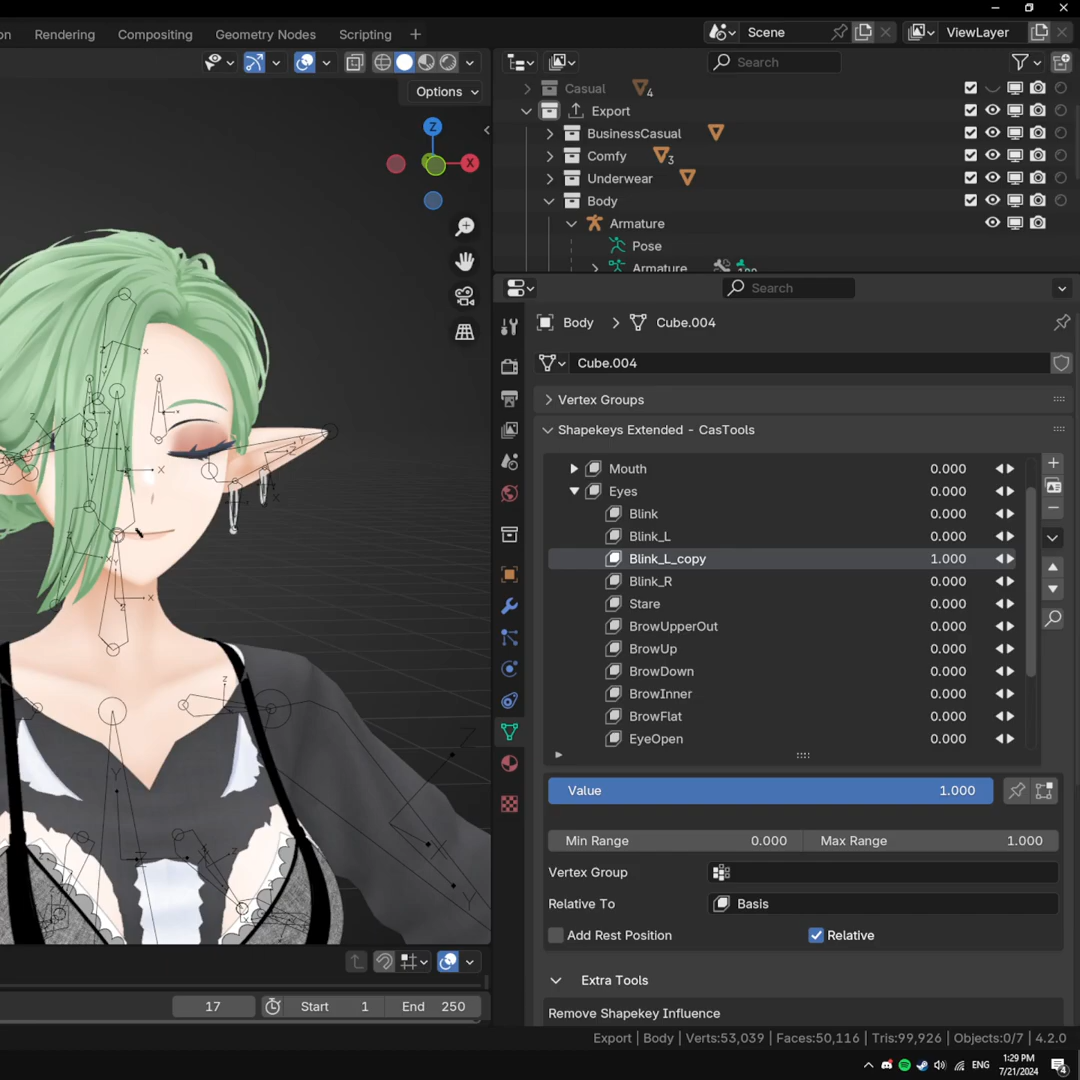 on Rendering Compositing Geometry Nodes Scripting + Scene ViewLayer
Search
Options
Casual 4
Export
BusinessCasual
Comfy 3
Underwear
Body
Armature
Pose
Armature
Z
X
Search
Body > Cube.004
Cube.004
Vertex Groups
Shapekeys Extended - CasTools
Mouth 0.000
Eyes 0.000
Blink 0.000
Blink_L 0.000
Blink_L_copy 1.000
Blink_R 0.000
Stare 0.000
BrowUpperOut 0.000
BrowUp 0.000
BrowDown 0.000
BrowInner 0.000
BrowFlat 0.000
EyeOpen 0.000
Value 1.000
Min Range 0.000 Max Range 1.000
Vertex Group
Relative To Basis
Add Rest Position Relative
Extra Tools
17 Start 1 End 250
Remove Shapekey Influence
Export | Body | Verts:53,039 | Faces:50,116 | Tris:99,926 | Objects:0/7 | 4.2.0
ENG 1:29 PM
7/21/2024 4